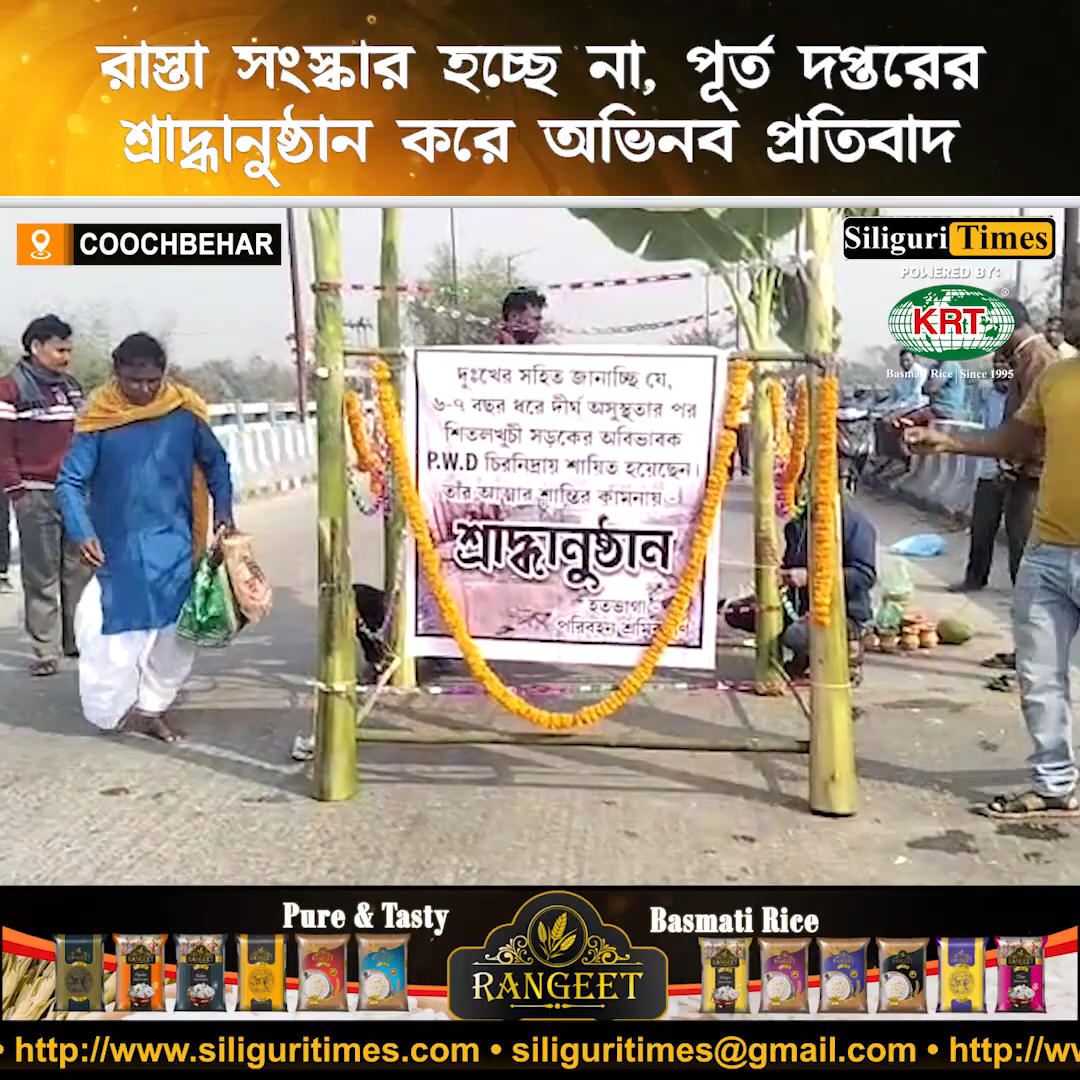 রাস্তা সংস্কার হচ্ছে না, পূর্ত দপ্তরের
শ্রাদ্ধানুষ্ঠান করে অভিনব প্রতিবাদ
COOCHBEHAR
Siliguri Times
POWERED BY:
KRT
Basmati Rice | Since 1995
দুঃখের সহিত জানাচ্ছি যে,
৬-৭ বছর ধরে দীর্ঘ অসুস্থতার পর
শিতলখুচী সড়কের অবিভাবক
P.W.D চিরনিদ্রায় শায়িত হয়েছেন।
তাঁর আত্মার শান্তির কামনায়-।
শ্রাদ্ধানুষ্ঠান
হতভাগা
পরিবহন
Pure & Tasty
Basmati Rice
RANGEET
• http://www.siliguritimes.com • siliguritimes@gmail.com • http://w